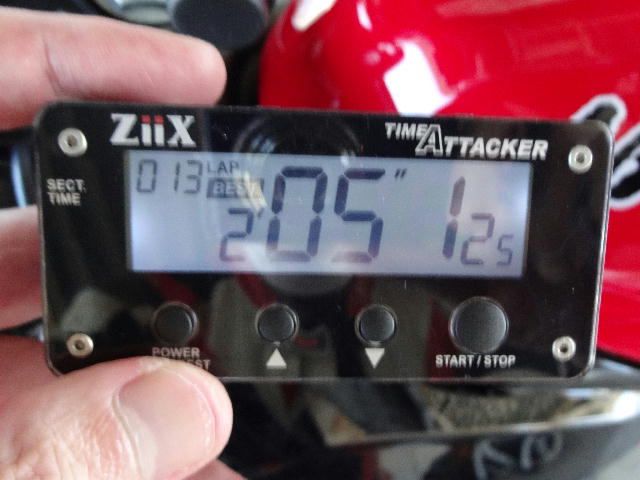 ZiiX
TIME ATTACKER
SECT.
TIME
013 LAP
BEST
2'05"125
POWER
START / STOP